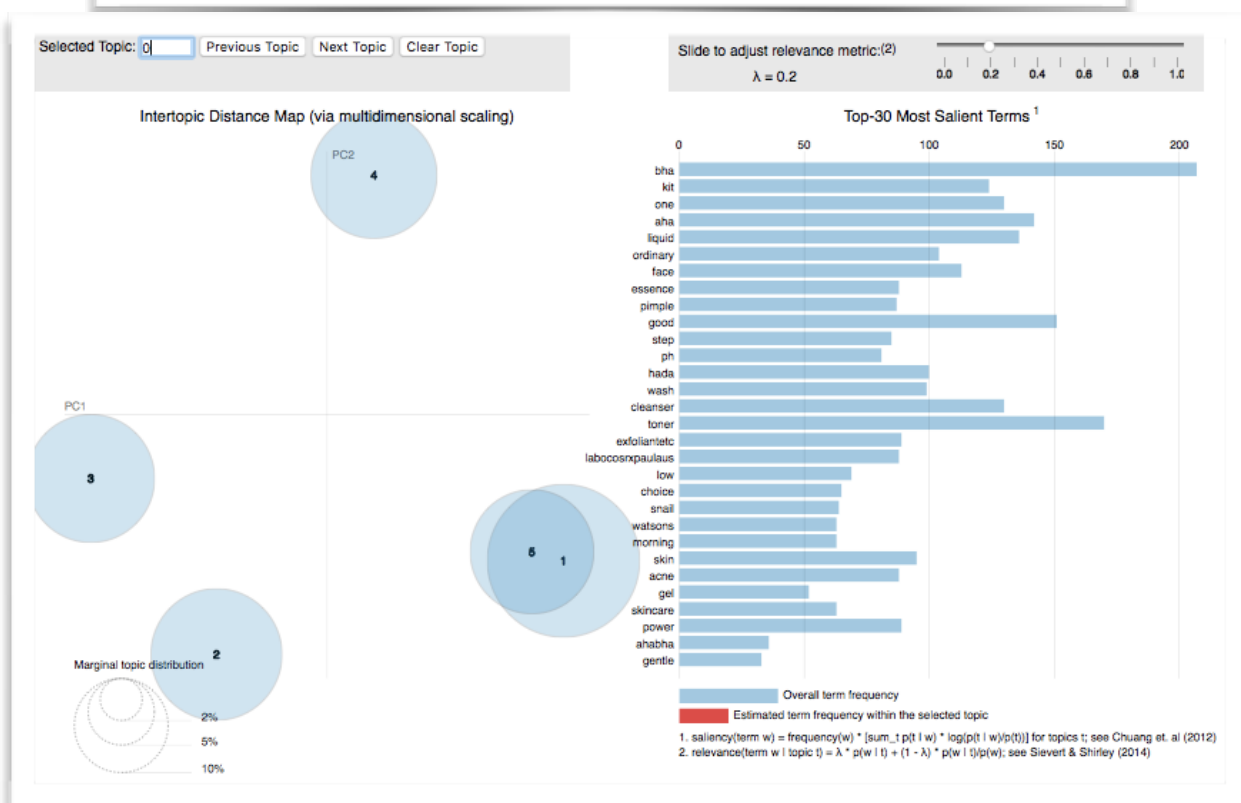 Selected Topic: 0 Previous Topic Next Topic Clear Topic
Slide to adjust relevance metric:(2)
λ = 0.2
0.0 0.2 0.4 0.6 0.8 1.0
Intertopic Distance Map (via multidimensional scaling)
PC2
PC1
4
3
5
1
2
Marginal topic distribution
2%
5%
10%
Top-30 Most Salient Terms 1
0 50 100 150 200
bha
kit
one
aha
liquid
ordinary
face
essence
pimple
good
step
ph
hada
wash
cleanser
toner
exfoliantetc
labocosrxpaulaus
low
choice
snail
watsons
morning
skin
acne
gel
skincare
power
ahabha
gentle
Overall term frequency
Estimated term frequency within the selected topic
1. saliency(term w) = frequency(w) * [sum_t p(t | w) * log(p(t | w)/p(t))] for topics t; see Chuang et. al (2012)
2. relevance(term w | topic t) = λ * p(w | t) + (1 - λ) * p(w | t)/p(w); see Sievert & Shirley (2014)